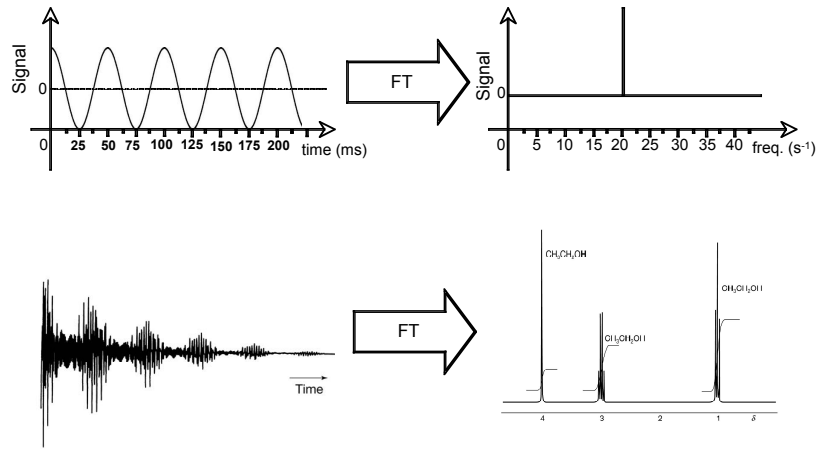 Signal
0
0
25 50 75 100 125 150 175 200
time (ms)
FT
Signal
0
0
5 10 15 20 25 30 35 40
freq. (s-1)
FT
Time
CH3CH2OH
CH3CH2OH
CH3CH2OH
4 3 2 1 δ